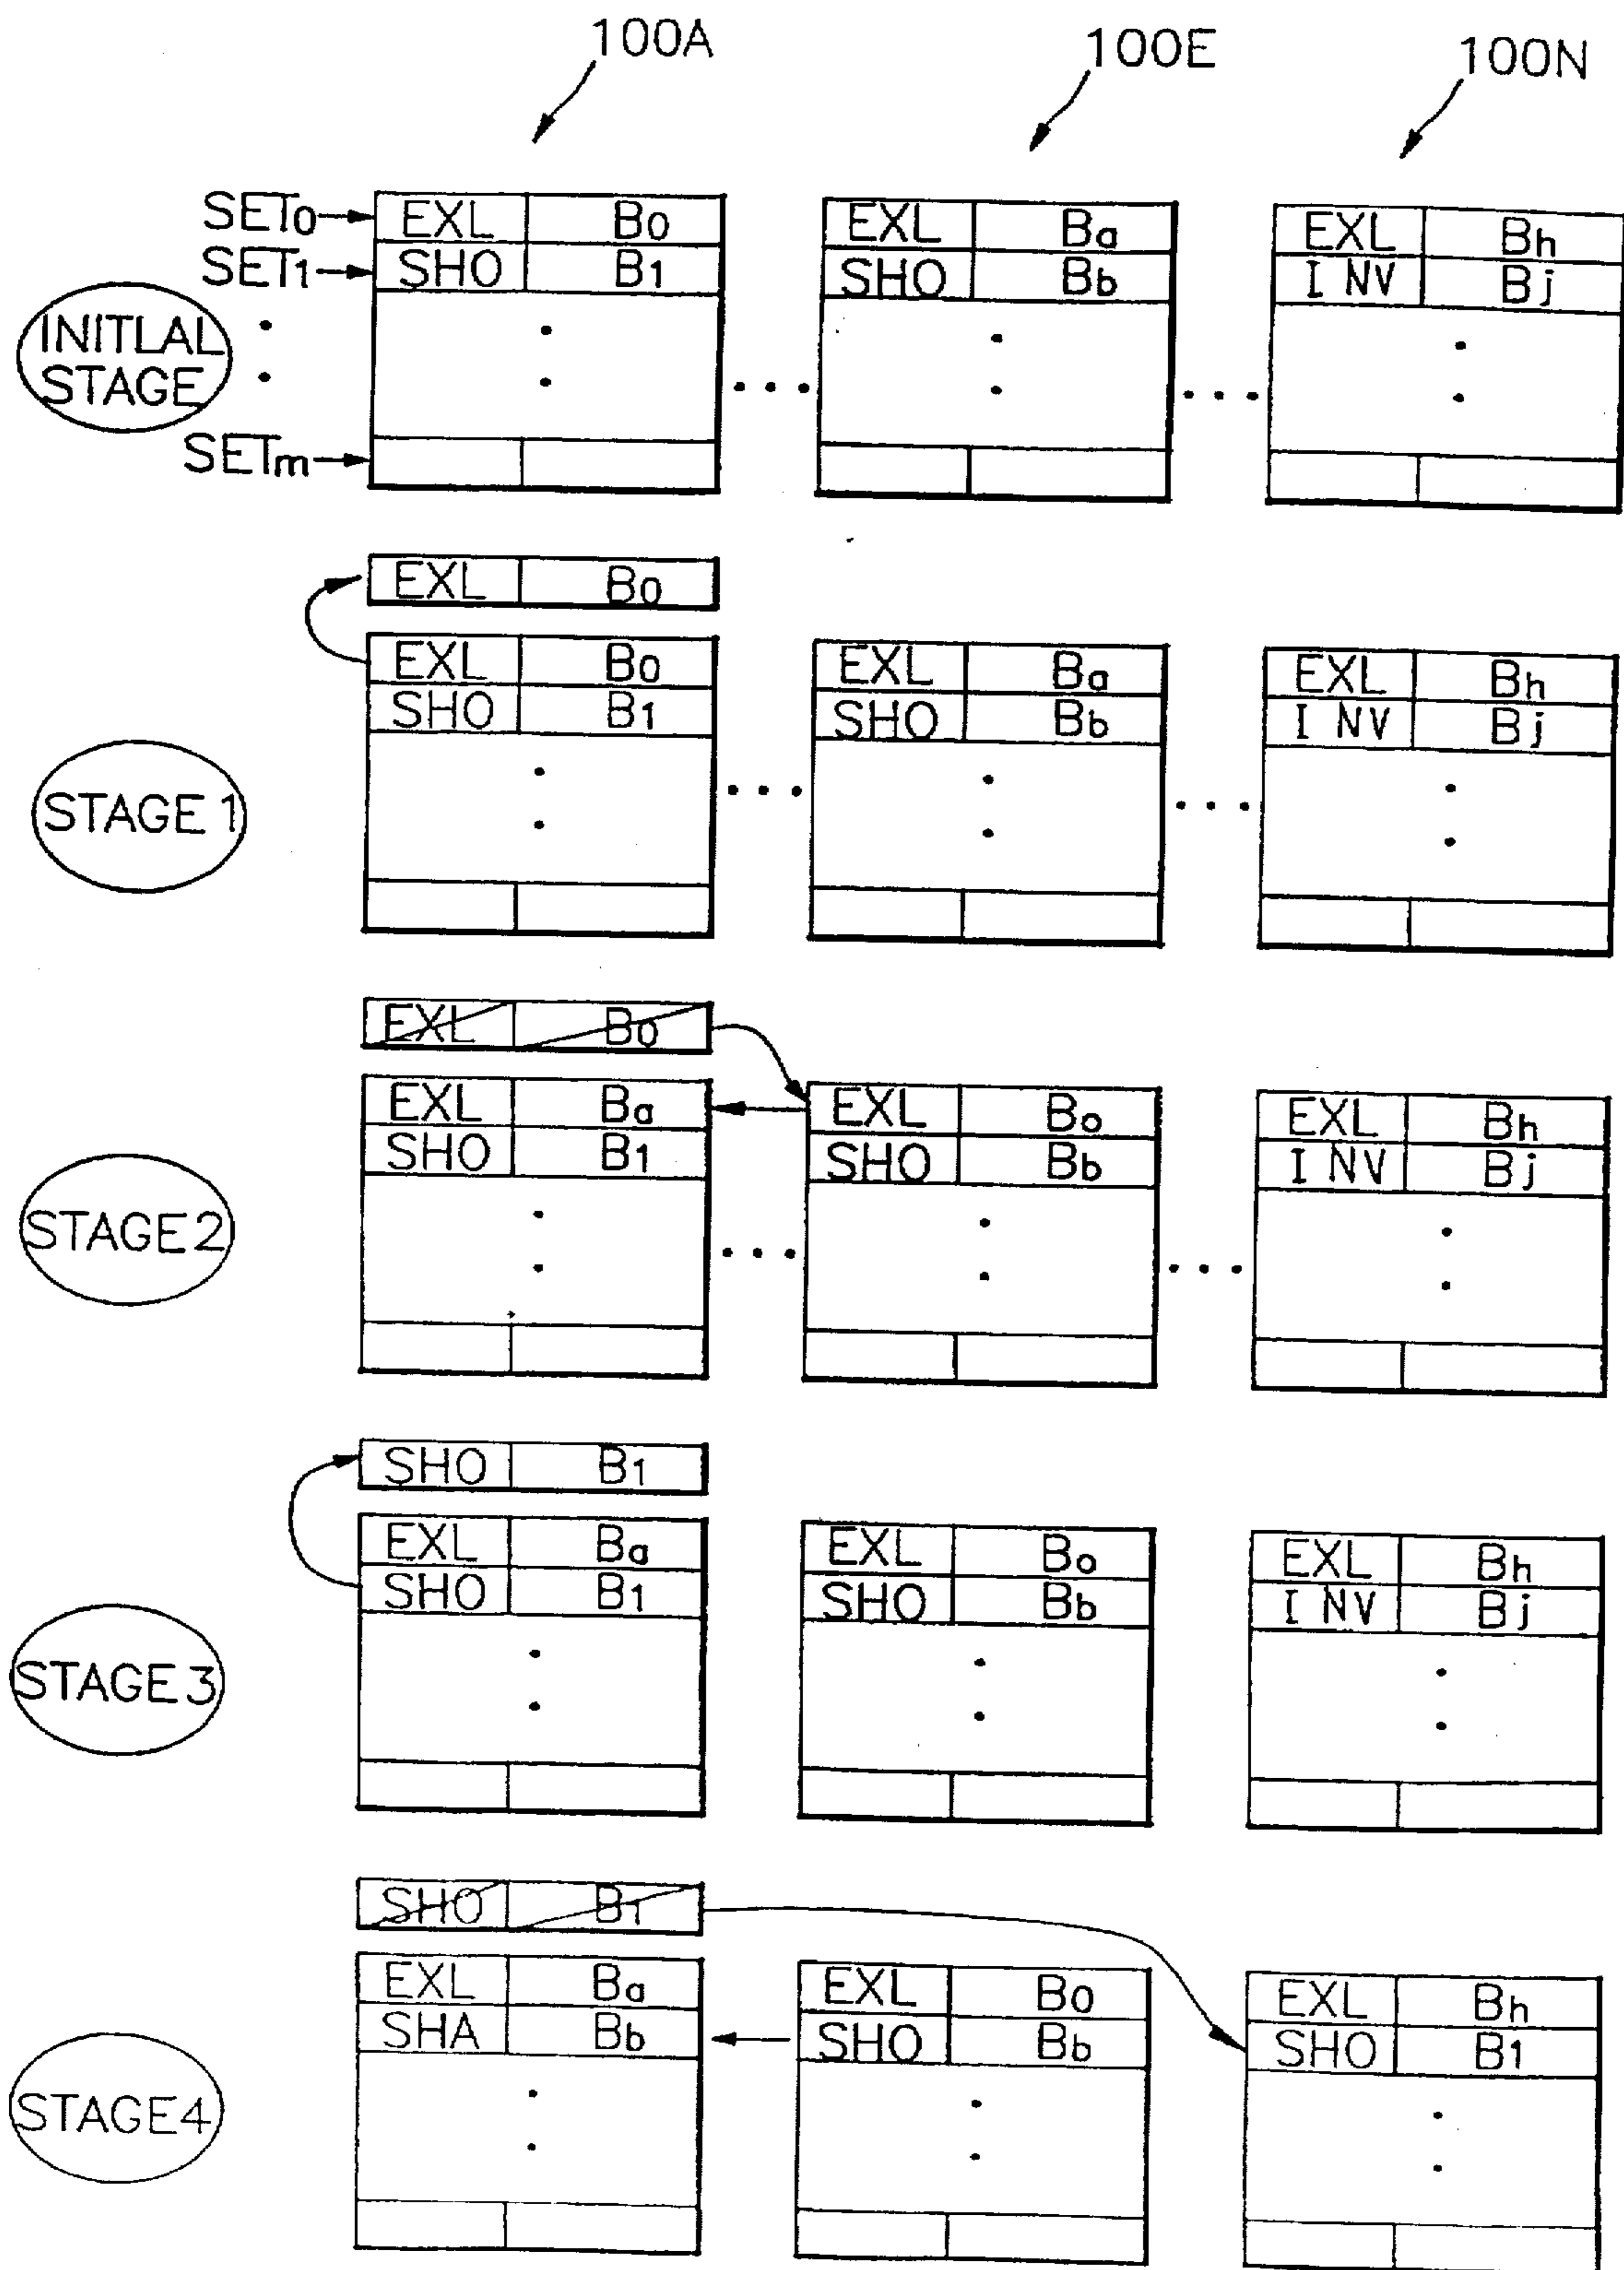 100A 100E 100N
SET0 EXL B0 EXL Ba EXL Bh
SET1 SHO B1 SHO Bb INV Bj
INITLAL
STAGE
SETm
EXL B0
EXL B0 EXL Ba EXL Bh
SHO B1 SHO Bb INV Bj
STAGE 1
EXL B0
EXL Ba EXL Bo EXL Bh
SHO B1 SHO Bb INV Bj
STAGE 2
SHO B1
EXL Ba EXL Bo EXL Bh
SHO B1 SHO Bb INV Bj
STAGE 3
SHO B1
EXL Ba EXL B0 EXL Bh
SHA Bb SHO Bb SHO B1
STAGE 4